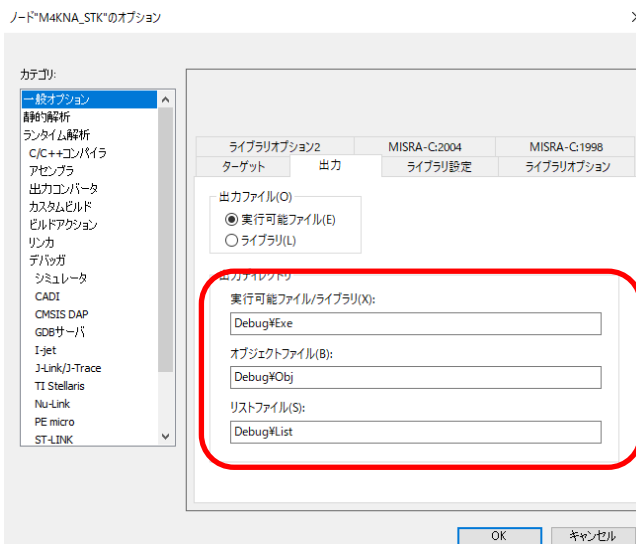 ノード"M4KNA_STK"のオプション
カテゴリ:
一般オプション
静的解析
ランタイム解析
C/C++コンパイラ
アセンブラ
出力コンバータ
カスタムビルド
ビルドアクション
リンカ
デバッガ
シミュレータ
CADI
CMSIS DAP
GDBサーバ
I-jet
J-Link/J-Trace
TI Stellaris
Nu-Link
PE micro
ST-LINK
ライブラリオプション2 MISRA-C:2004 MISRA-C:1998
ターゲット 出力 ライブラリ設定 ライブラリオプション
出力ファイル(O)
実行可能ファイル(E)
ライブラリ(L)
出力ディレクトリ
実行可能ファイル/ライブラリ(X):
Debug¥Exe
オブジェクトファイル(B):
Debug¥Obj
リストファイル(S):
Debug¥List
OK キャンセル